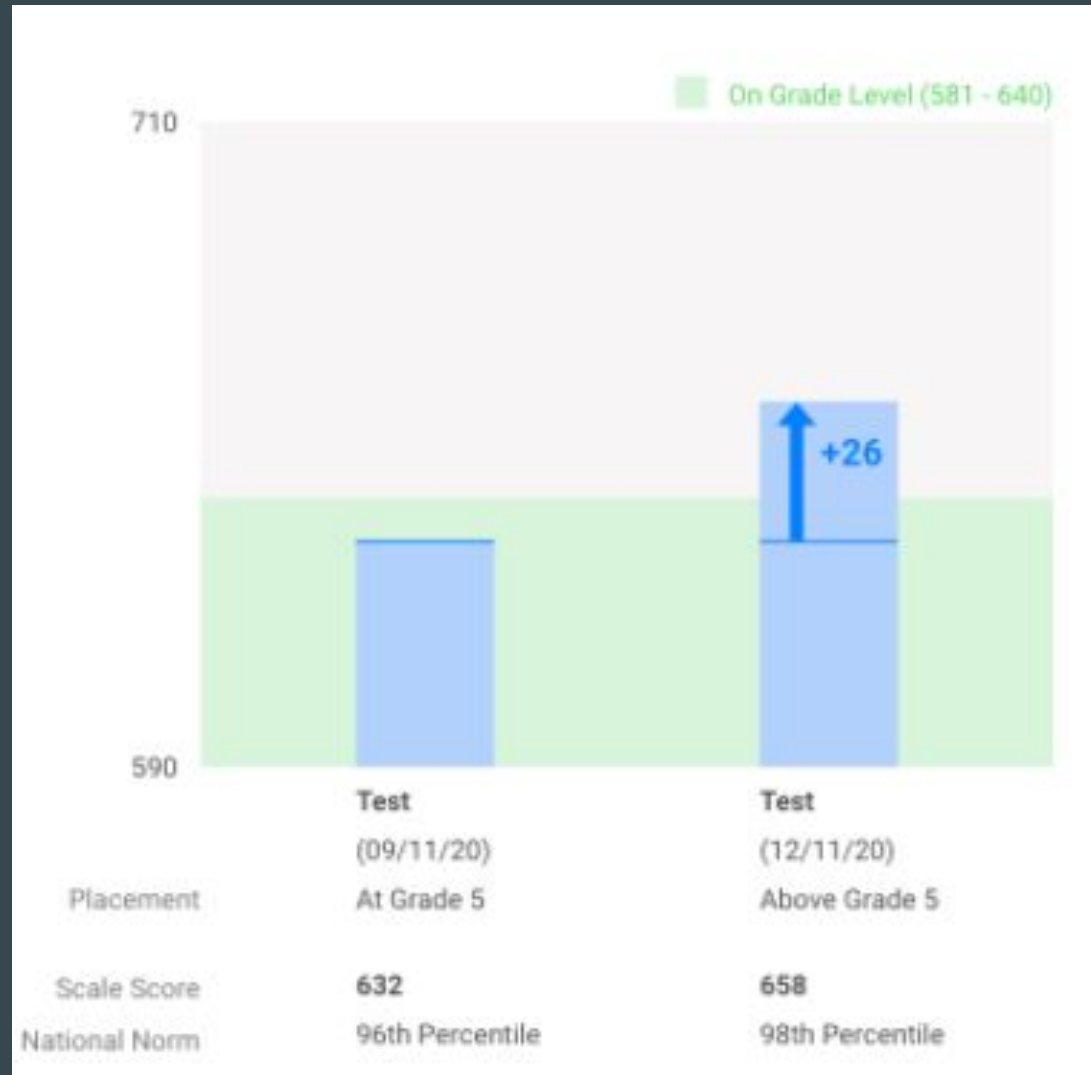 On Grade Level (581 - 640)
710
+26
590
Test Test
(09/11/20) (12/11/20)
Placement At Grade 5 Above Grade 5
Scale Score 632 658
National Norm 96th Percentile 98th Percentile